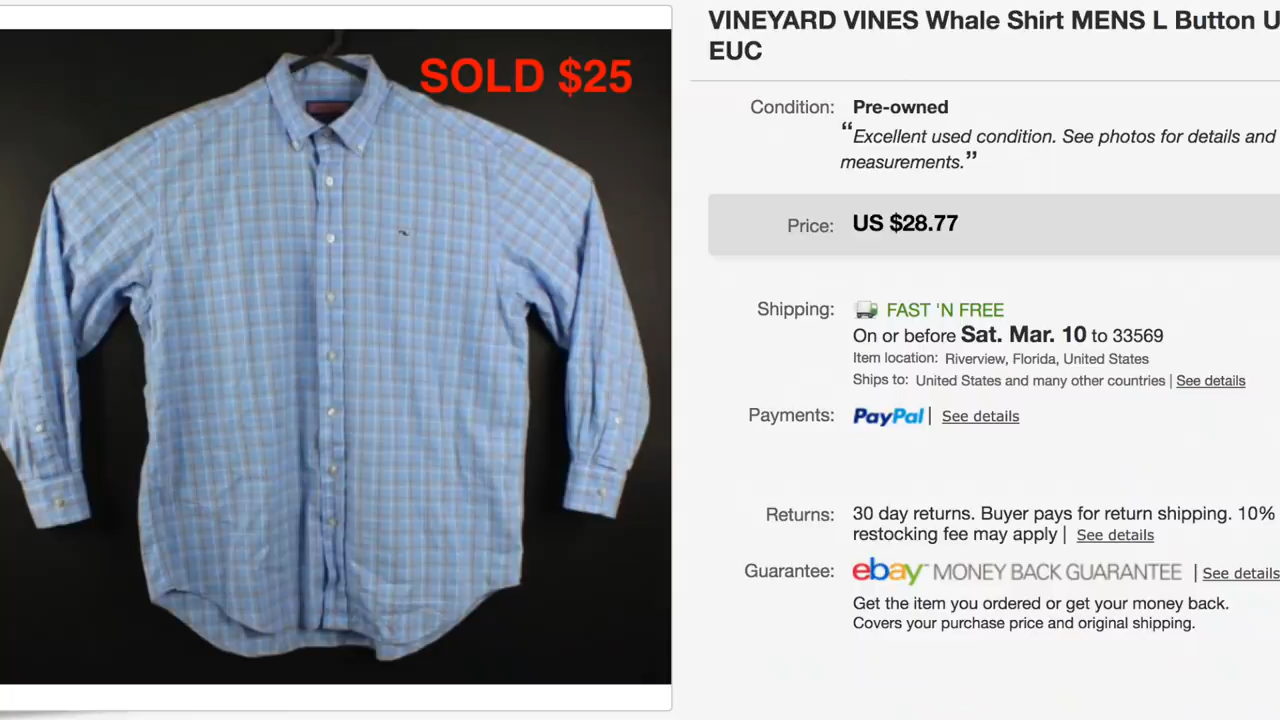 SOLD $25
VINEYARD VINES Whale Shirt MENS L Button U
EUC
Condition: Pre-owned
“Excellent used condition. See photos for details and
measurements.”
Price: US $28.77
Shipping: FAST 'N FREE
On or before Sat. Mar. 10 to 33569
Item location: Riverview, Florida, United States
Ships to: United States and many other countries | See details
Payments: PayPal | See details
Returns: 30 day returns. Buyer pays for return shipping. 10%
restocking fee may apply | See details
Guarantee: ebay MONEY BACK GUARANTEE | See details
Get the item you ordered or get your money back.
Covers your purchase price and original shipping.